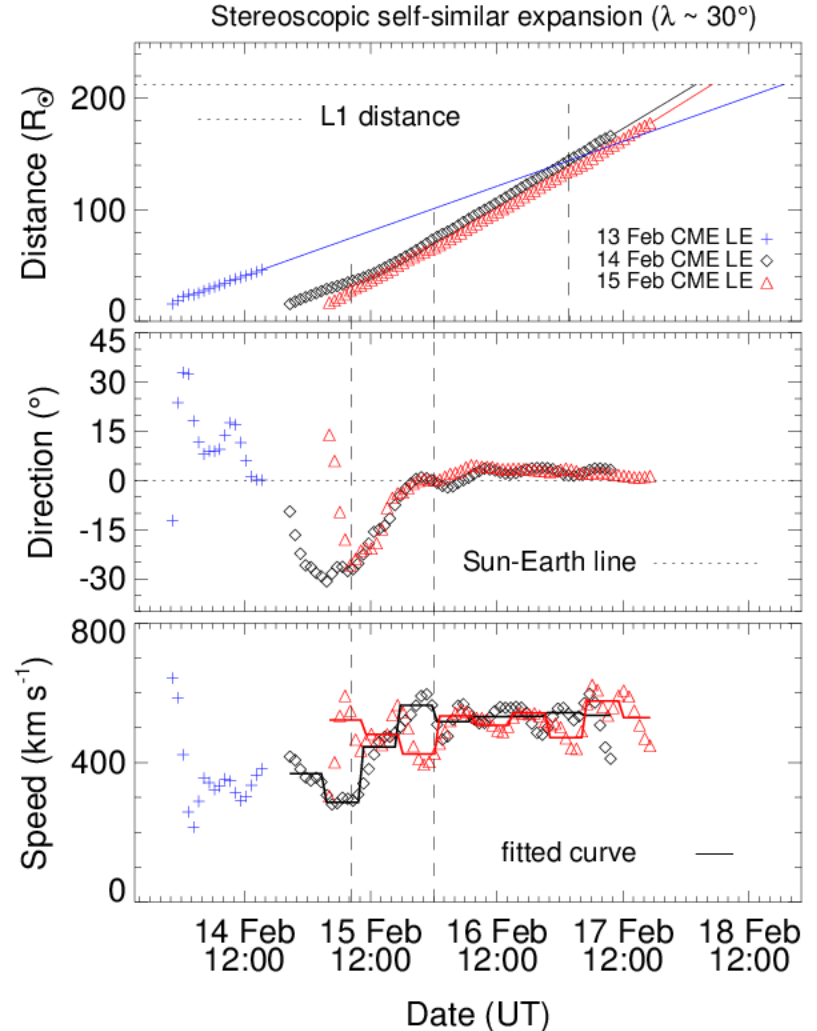 Stereoscopic self-similar expansion (λ ~ 30°)
Distance (R☉)
200
100
0
L1 distance
13 Feb CME LE
14 Feb CME LE
15 Feb CME LE
Direction (°)
45
30
15
0
-15
-30
Sun-Earth line
Speed (km s⁻¹)
800
400
0
fitted curve
14 Feb 15 Feb 16 Feb 17 Feb 18 Feb
12:00 12:00 12:00 12:00 12:00
Date (UT)